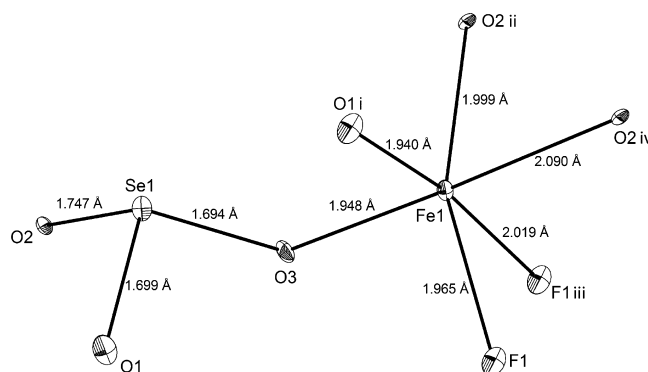 O2 ii
1.999 Å
O1 i
1.940 Å
O2 iv
2.090 Å
Se1
1.747 Å
1.694 Å
1.948 Å
Fe1
O2
2.019 Å
O3
1.699 Å
1.965 Å
F1 iii
O1
F1